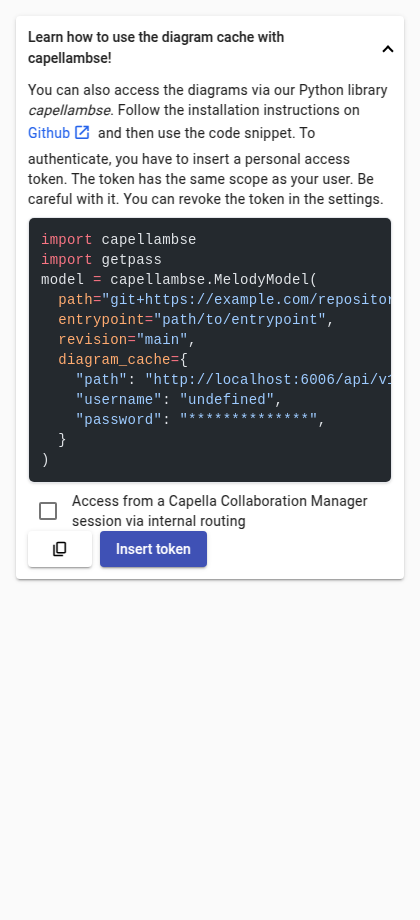 Learn how to use the diagram cache with
capellambse!
You can also access the diagrams via our Python library
capellambse. Follow the installation instructions on
Github and then use the code snippet. To
authenticate, you have to insert a personal access
token. The token has the same scope as your user. Be
careful with it. You can revoke the token in the settings.
import capellambse
import getpass
model = capellambse.MelodyModel(
  path="git+https://example.com/repositor
  entrypoint="path/to/entrypoint",
  revision="main",
  diagram_cache={
    "path": "http://localhost:6006/api/v1
    "username": "undefined",
    "password": "**************",
  }
)
Access from a Capella Collaboration Manager
session via internal routing
Insert token